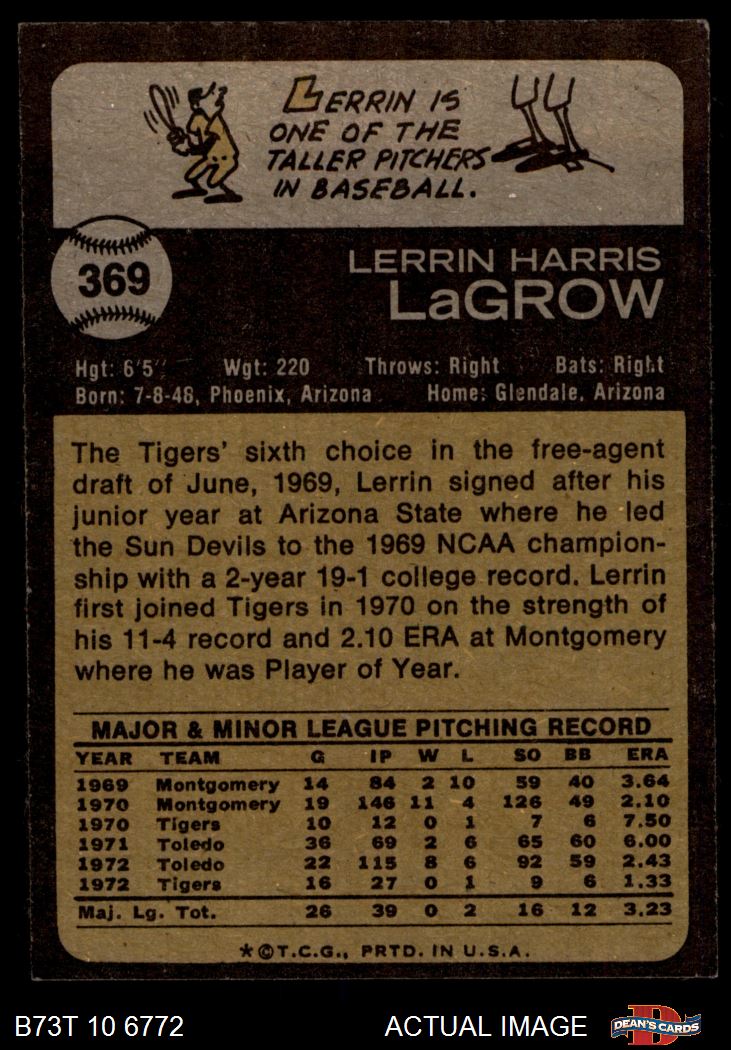 LERRIN IS
ONE OF THE
TALLER PITCHERS
IN BASEBALL.
369
LERRIN HARRIS
LaGROW
Hgt: 6'5" Wgt: 220 Throws: Right Bats: Right
Born: 7-8-48, Phoenix, Arizona Home: Glendale, Arizona
The Tigers' sixth choice in the free-agent
draft of June, 1969, Lerrin signed after his
junior year at Arizona State where he led
the Sun Devils to the 1969 NCAA champion-
ship with a 2-year 19-1 college record. Lerrin
first joined Tigers in 1970 on the strength of
his 11-4 record and 2.10 ERA at Montgomery
where he was Player of Year.
MAJOR & MINOR LEAGUE PITCHING RECORD
YEAR TEAM G IP W L SO BB ERA
1969 Montgomery 14 84 2 10 59 40 3.64
1970 Montgomery 19 146 11 4 126 49 2.10
1970 Tigers 10 12 0 1 7 6 7.50
1971 Toledo 36 69 2 6 65 60 6.00
1972 Toledo 22 115 8 6 92 59 2.43
1972 Tigers 16 27 0 1 9 6 1.33
Maj. Lg. Tot. 26 39 0 2 16 12 3.23
*©T.C.G., PRTD. IN U.S.A.
B73T 10 6772 ACTUAL IMAGE D DEAN'S CARDS